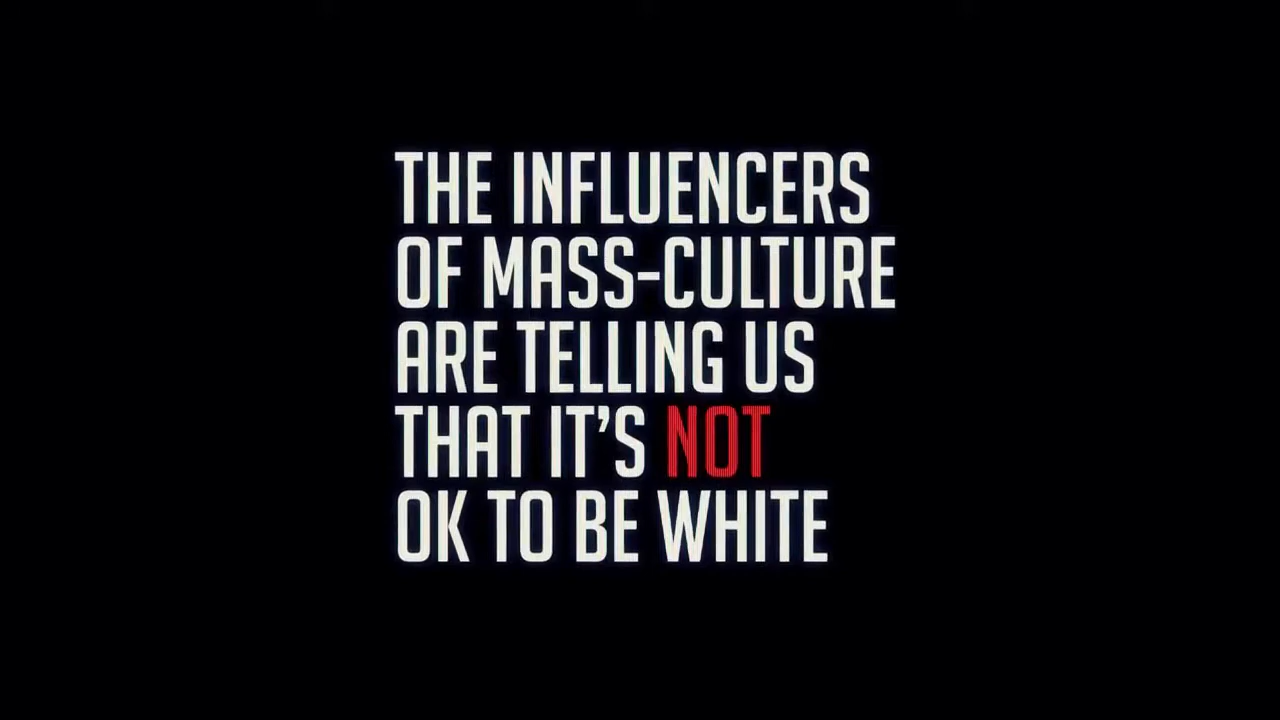 THE INFLUENCERS
OF MASS-CULTURE
ARE TELLING US
THAT IT’S NOT
OK TO BE WHITE